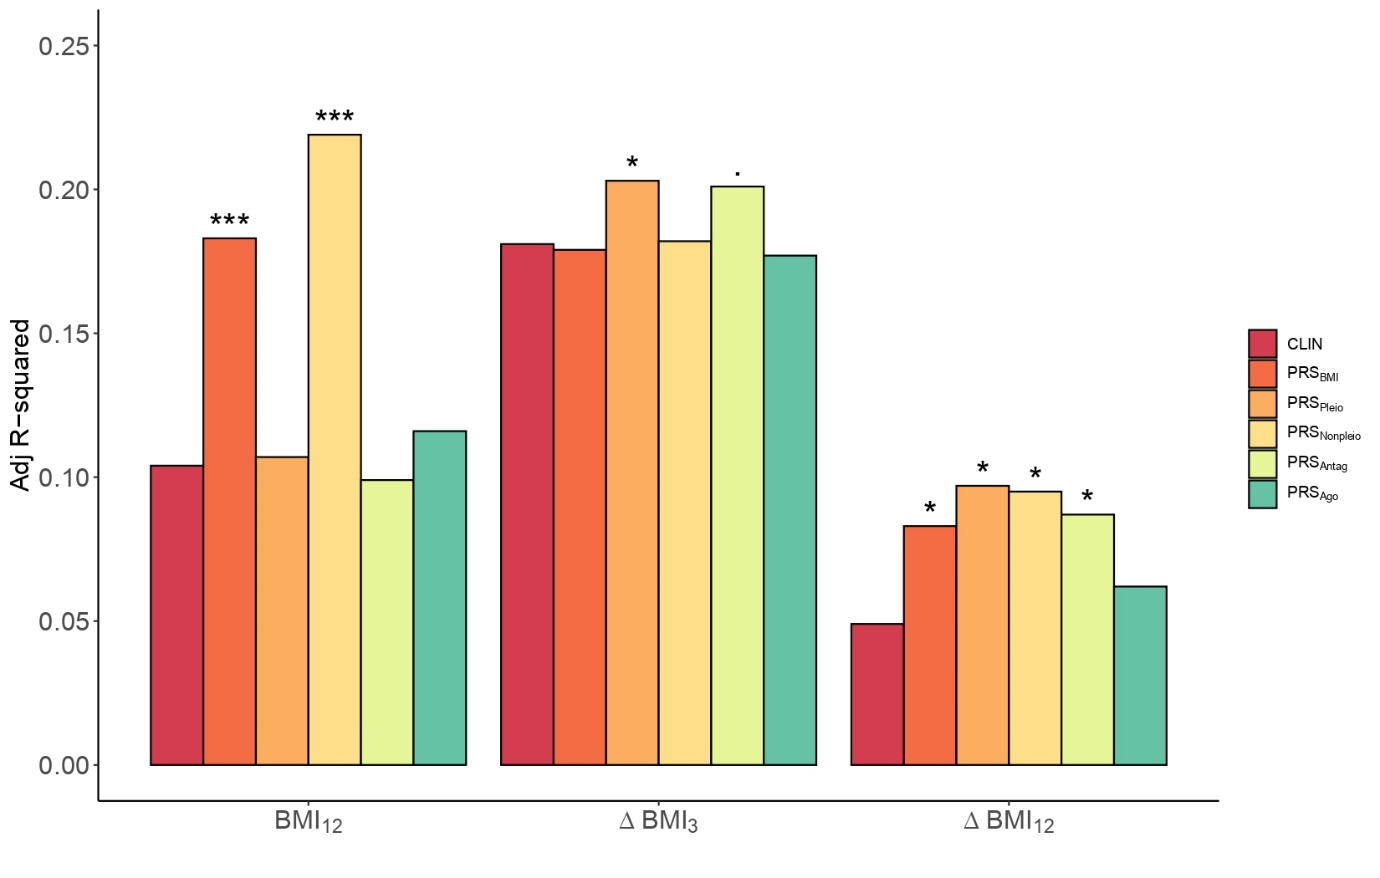 0.25
0.20
0.15
0.10
0.05
0.00
Adj R−squared
***
***
*
.
*
*
*
*
BMI12
Δ BMI3
Δ BMI12
CLIN
PRSBMI
PRSPleio
PRSNonpleio
PRSAntag
PRSAgo